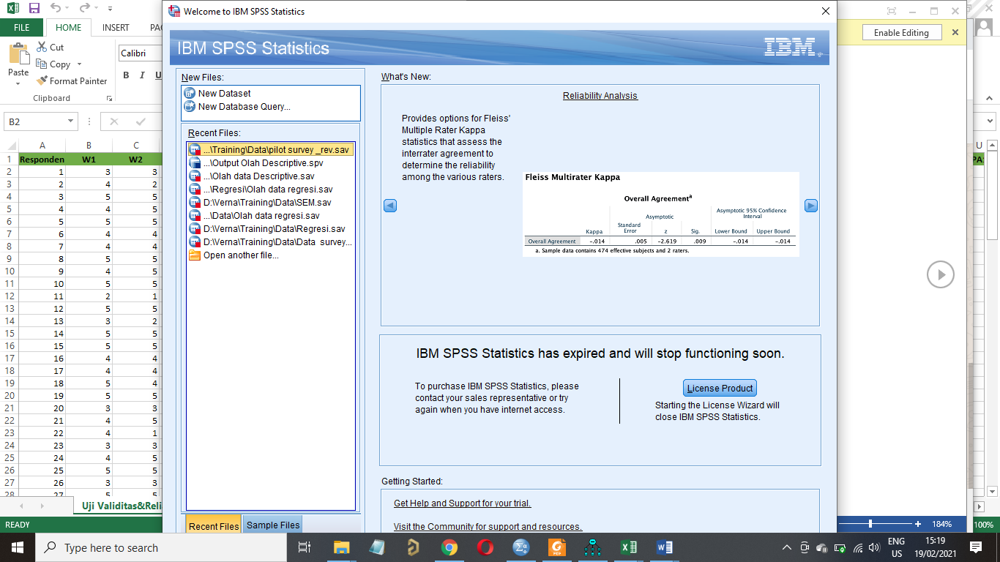 Welcome to IBM SPSS Statistics
FILE
HOME
INSERT
Cut
Copy
Format Painter
Paste
Clipboard
Calibri
B I U
Enable Editing
B2
A B C U
1 Responden W1 W2
2 1 3 3
3 2 4 2
4 3 5 5
5 4 4 5
6 5 5 5
7 6 4 4
8 7 4 4
9 8 5 5
10 9 4 5
11 10 5 5
12 11 2 1
13 12 5 5
14 13 3 2
15 14 5 5
16 15 5 5
17 16 4 4
18 17 4 4
19 18 5 4
20 19 5 5
21 20 3 3
22 21 4 5
23 22 4 1
24 23 3 3
25 24 4 5
26 25 5 5
27 26 3 3
28 27 5 5
Uji Validitas&Reli
READY
IBM SPSS Statistics
IBM
New Files:
New Dataset
New Database Query...
Recent Files:
...\Training\Data\pilot survey _rev.sav
...\Output Olah Descriptive.spv
...\Olah data Descriptive.sav
...\Regresi\Olah data regresi.sav
D:\Verna\Training\Data\SEM.sav
...\Data\Olah data regresi.sav
D:\Verna\Training\Data\Regresi.sav
D:\Verna\Training\Data\Data survey...
Open another file...
Recent Files
Sample Files
What's New:
Reliability Analysis
Provides options for Fleiss'
Multiple Rater Kappa
statistics that assess the
interrater agreement to
determine the reliability
among the various raters.
Fleiss Multirater Kappa
Overall Agreementᵃ
Asymptotic
Asymptotic 95% Confidence
Interval
Kappa
Standard
Error
z
Sig.
Lower Bound
Upper Bound
Overall Agreement -.014 .005 -2.619 .009 -.014 -.014
a. Sample data contains 474 effective subjects and 2 raters.
IBM SPSS Statistics has expired and will stop functioning soon.
To purchase IBM SPSS Statistics, please
contact your sales representative or try
again when you have internet access.
License Product
Starting the License Wizard will
close IBM SPSS Statistics.
Getting Started:
Get Help and Support for your trial.
Visit the Community for support and resources.
184%
100%
Type here to search
PDF
ENG
US
15:19
19/02/2021